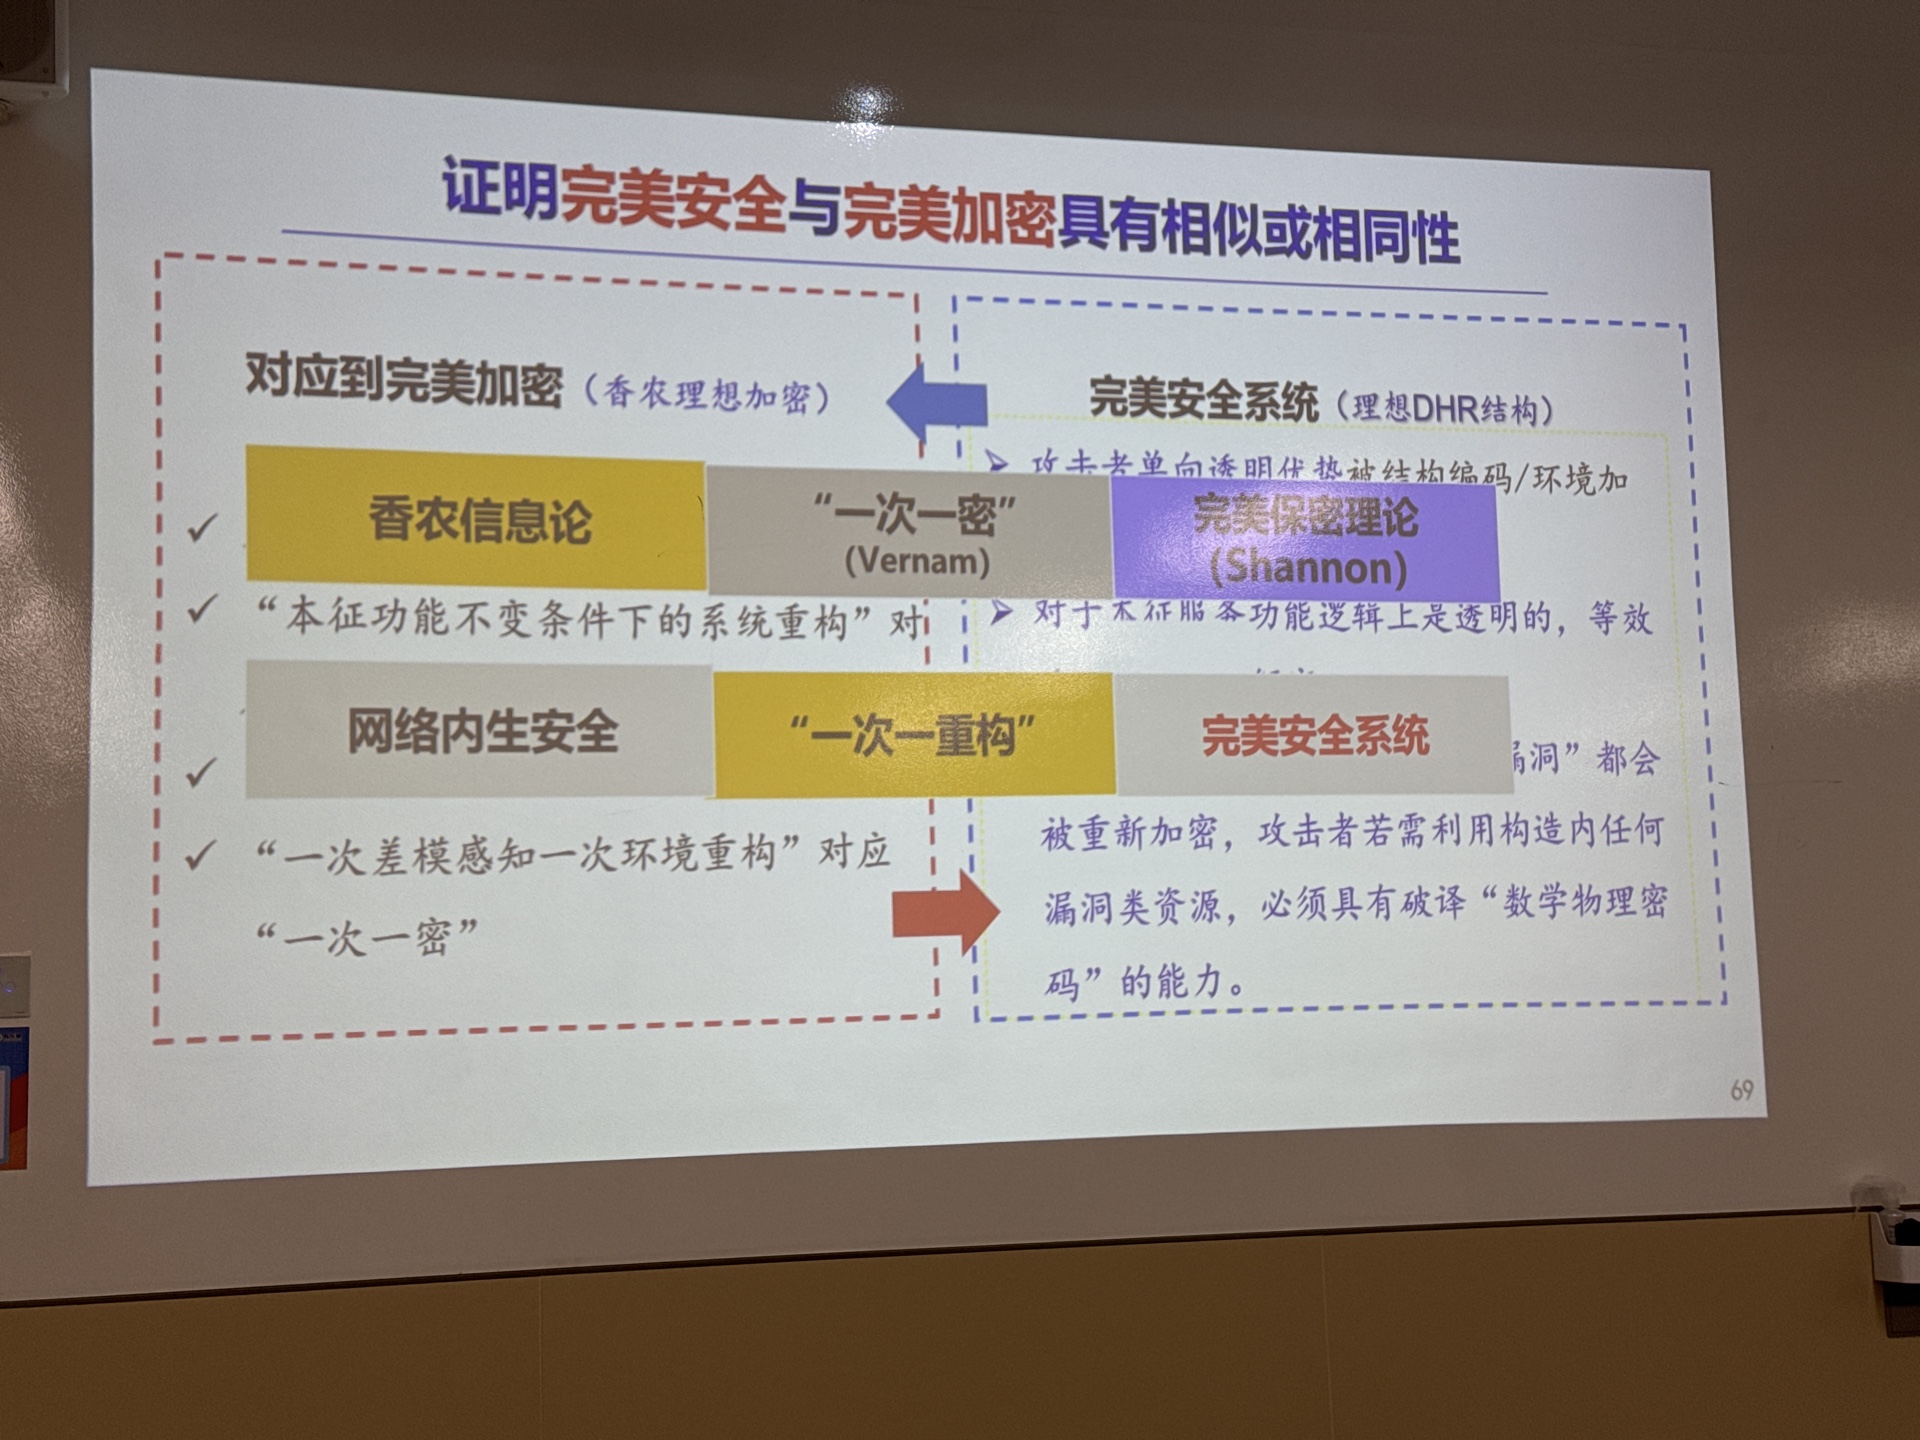 证明完美安全与完美加密具有相似或相同性
对应到完美加密（香农理想加密）
香农信息论
“一次一密”
(Vernam)
完美保密理论
(Shannon)
“本征功能不变条件下的系统重构”对
网络内生安全
“一次一重构”
完美安全系统
“一次差模感知一次环境重构”对应
“一次一密”
完美安全系统（理想DHR结构）
攻击者单向透明优势被结构编码/环境加
对于本征服务功能逻辑上是透明的，等效
漏洞”都会
被重新加密，攻击者若需利用构造内任何
漏洞类资源，必须具有破译“数学物理密
码”的能力。
69